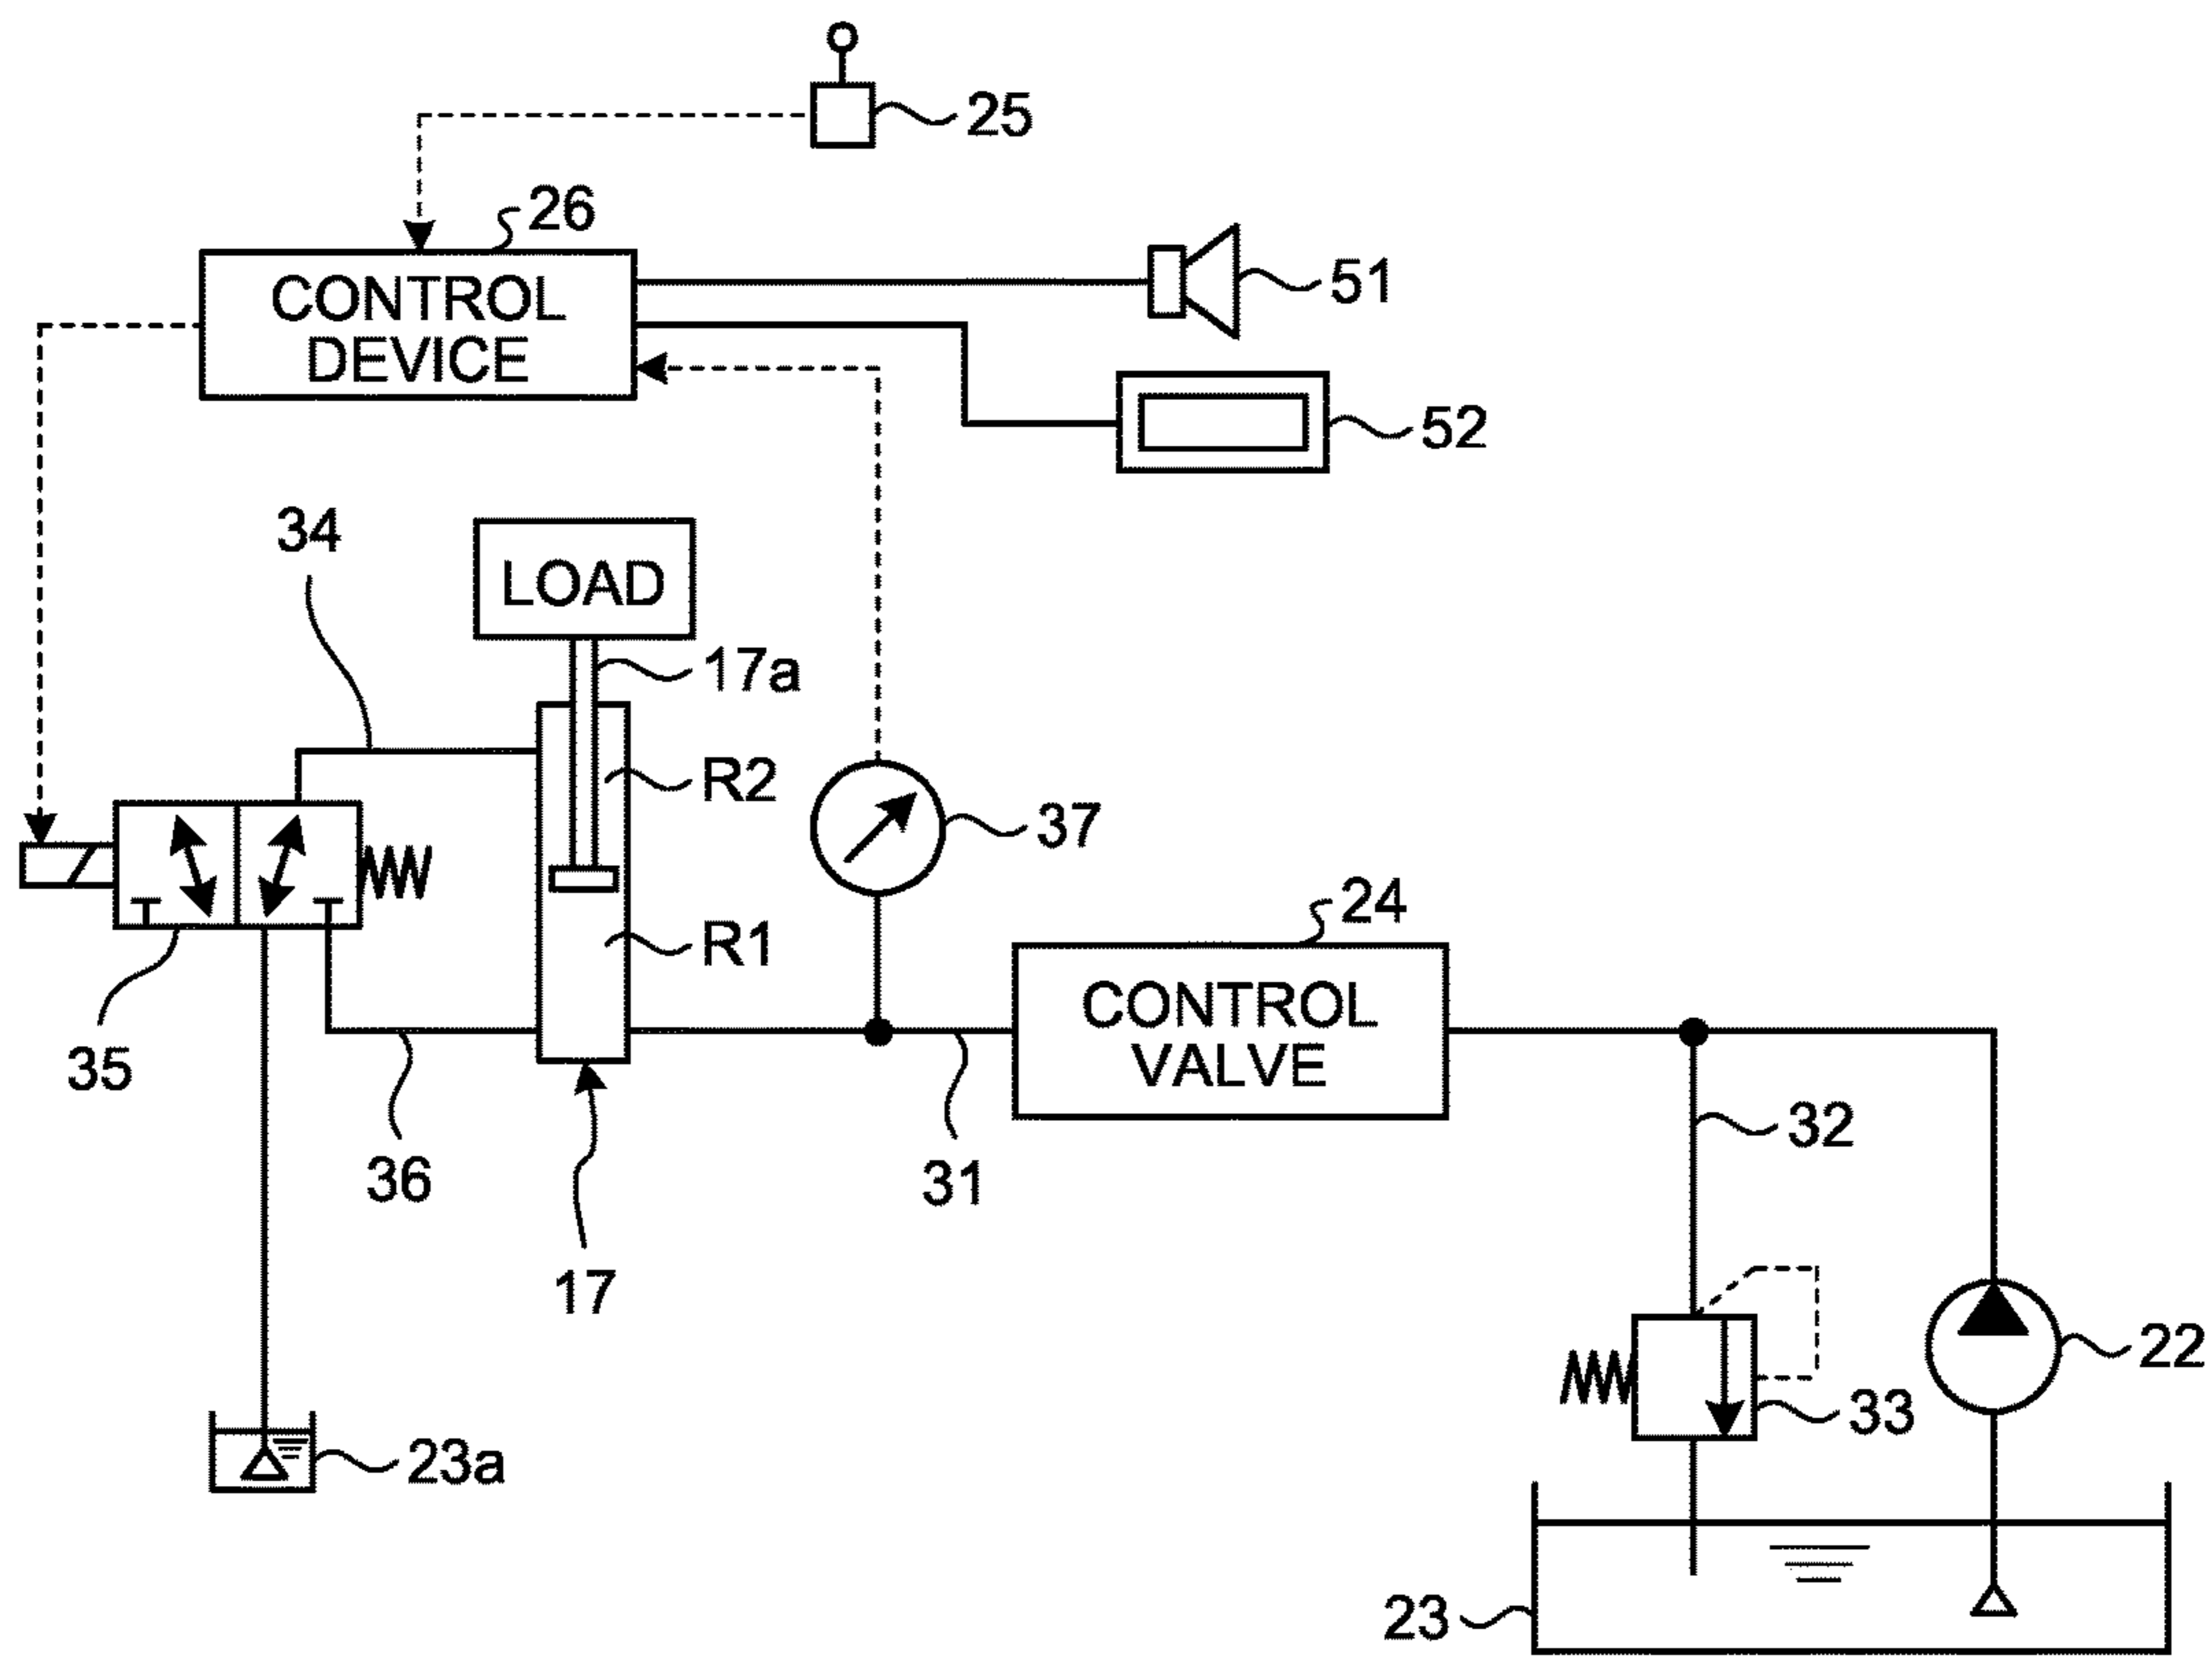 25
26
CONTROL
DEVICE
51
52
34
LOAD
17a
R2
37
R1
24
CONTROL
VALVE
35
36
31
32
17
22
33
23a
23